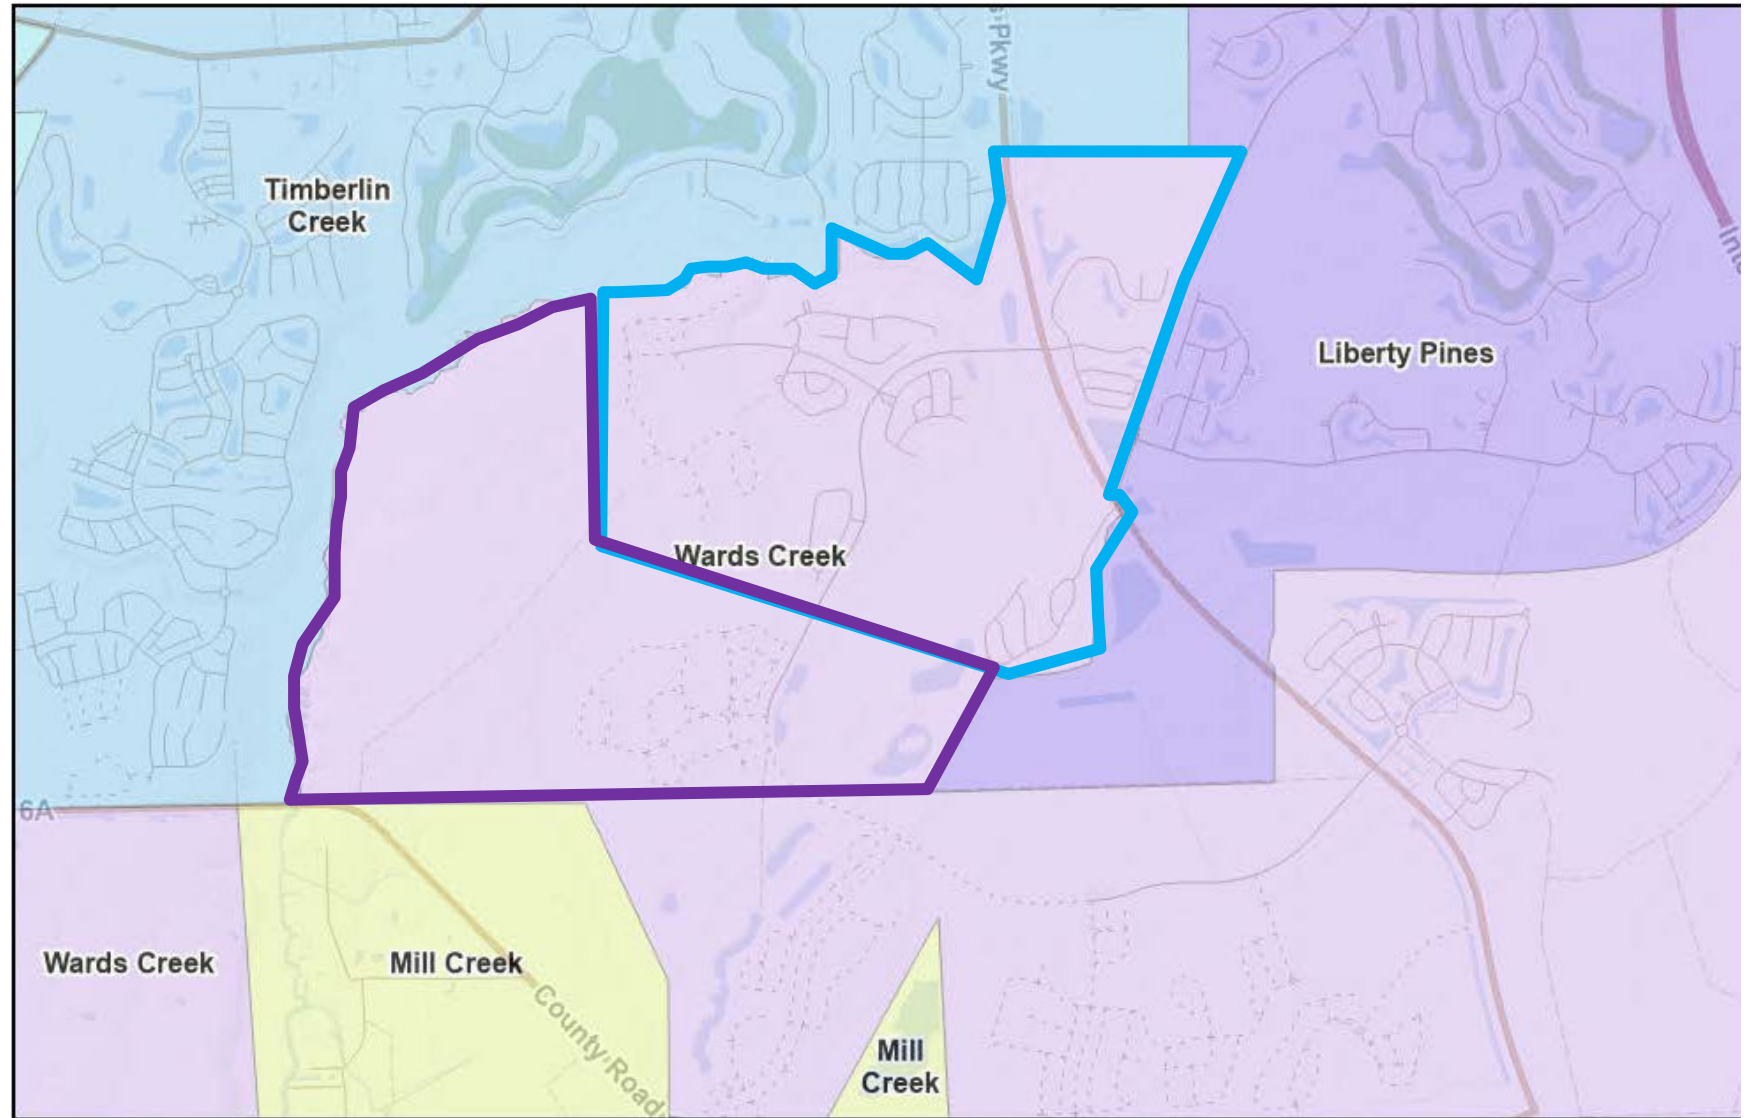 s Pkwy
Timberlin
Creek
Liberty Pines
Wards Creek
6A
Wards Creek
Mill Creek
County Road
Mill
Creek